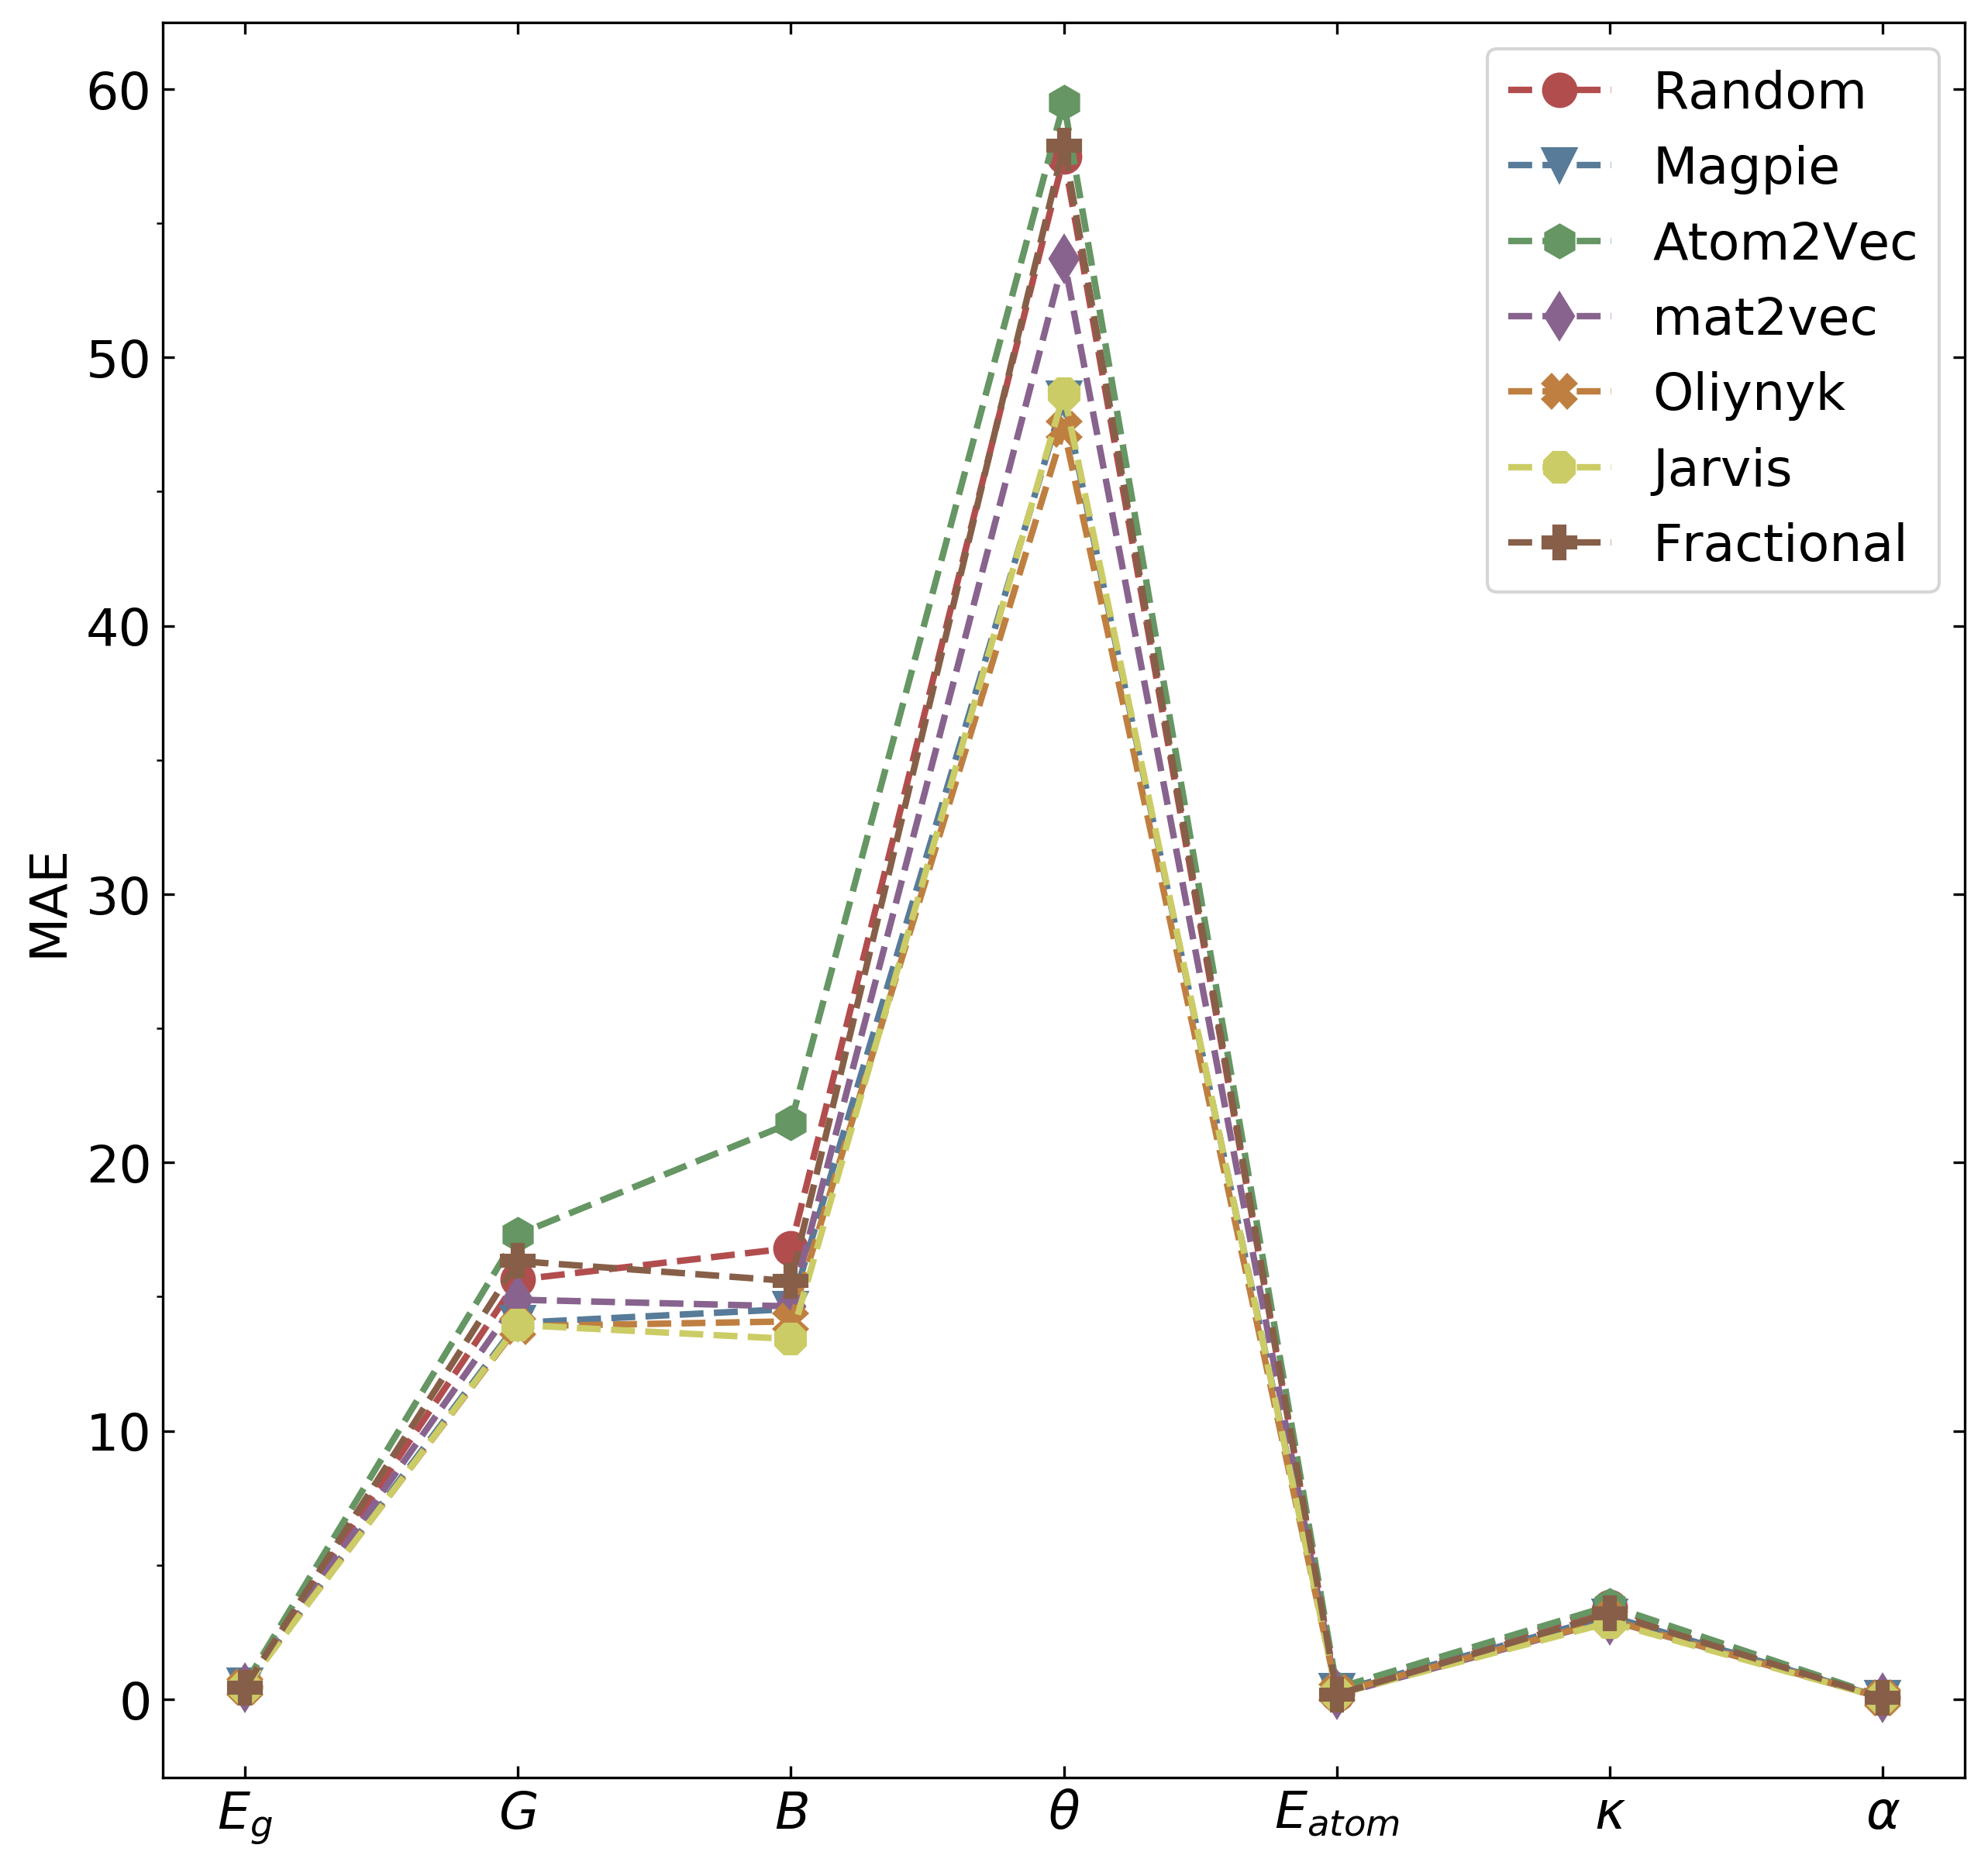 MAE
60
50
40
30
20
10
0
Random
Magpie
Atom2Vec
mat2vec
Oliynyk
Jarvis
Fractional
E_g G B θ E_atom κ α